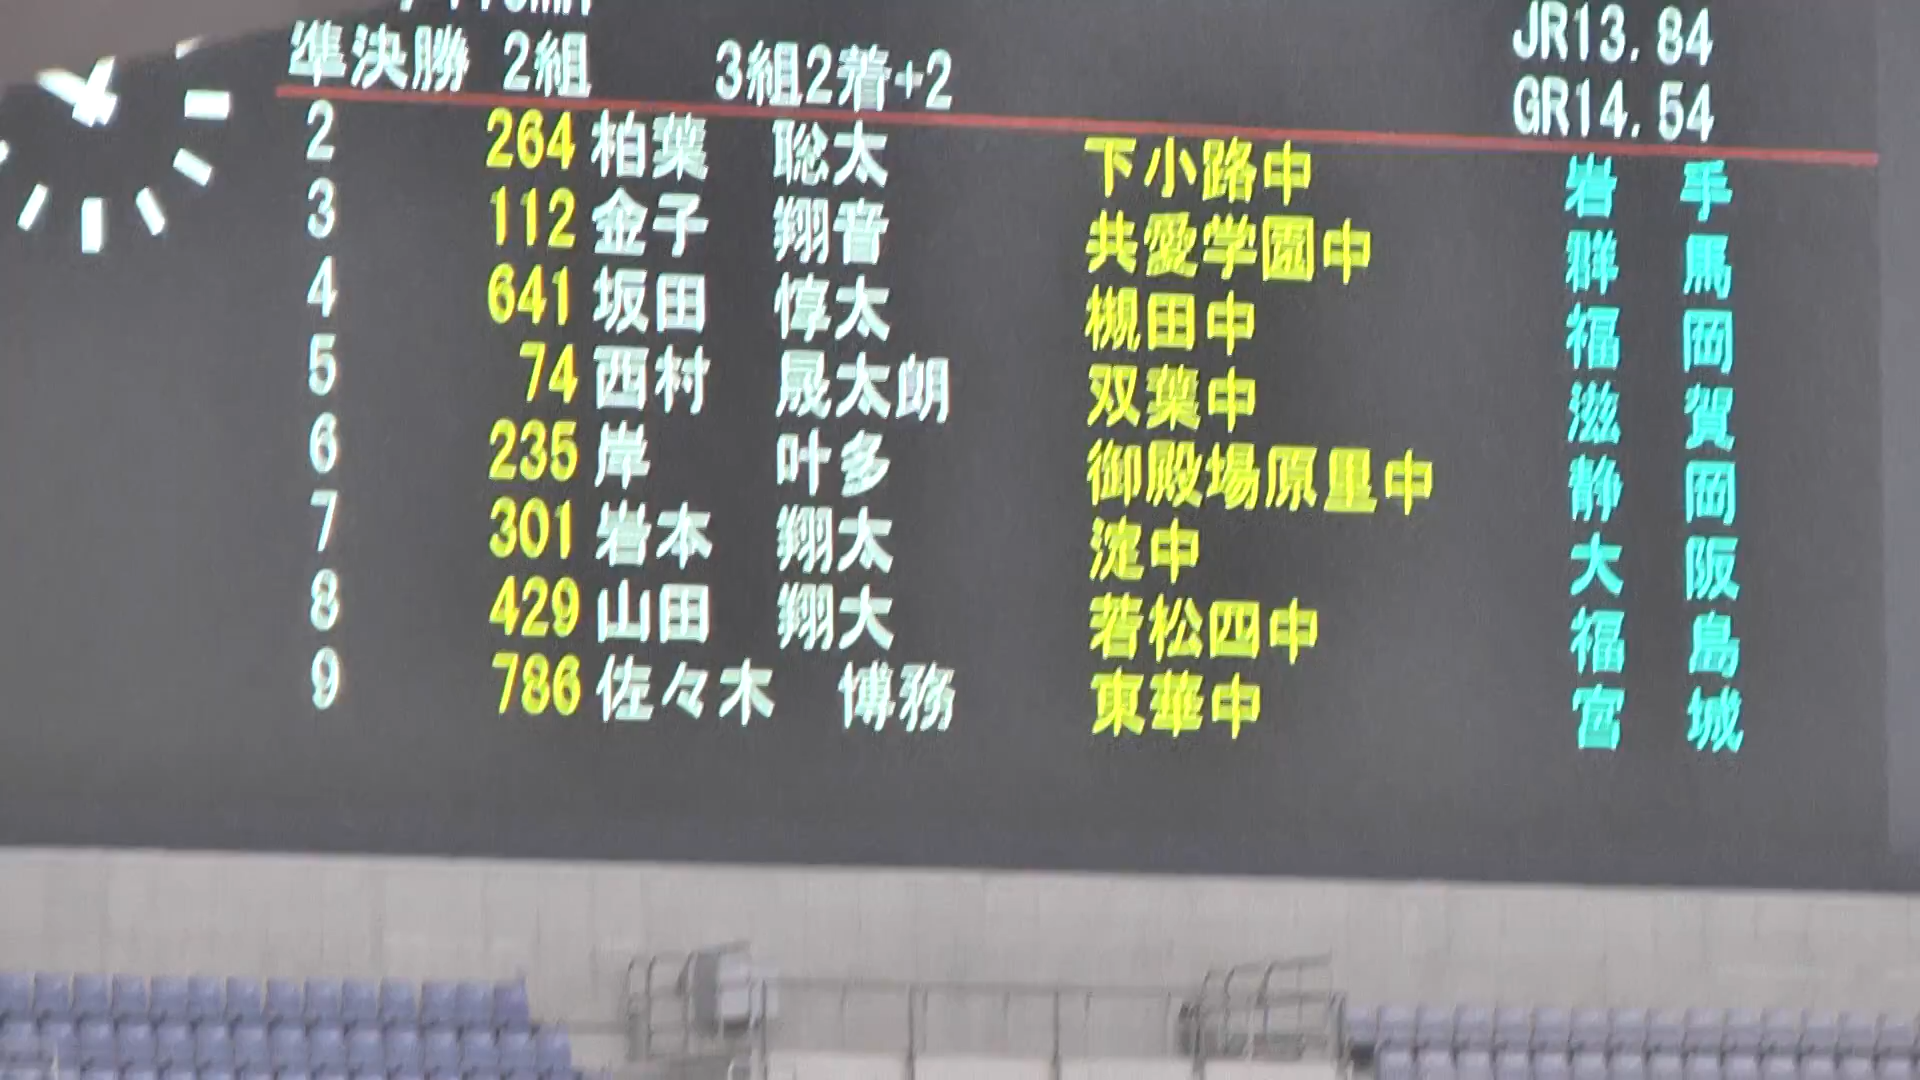 準決勝 2組 3組2着+2 JR13.84
GR14.54
2 264 柏葉 聡太 下小路中 岩手
3 112 金子 翔音 共愛学園中 群馬
4 641 坂田 惇太 槻田中 福岡
5 74 西村 晟太朗 双葉中 滋賀
6 235 岸 叶多 御殿場原里中 静岡
7 301 岩本 翔太 淀中 大阪
8 429 山田 翔大 若松四中 福島
9 786 佐々木 博務 東華中 宮城